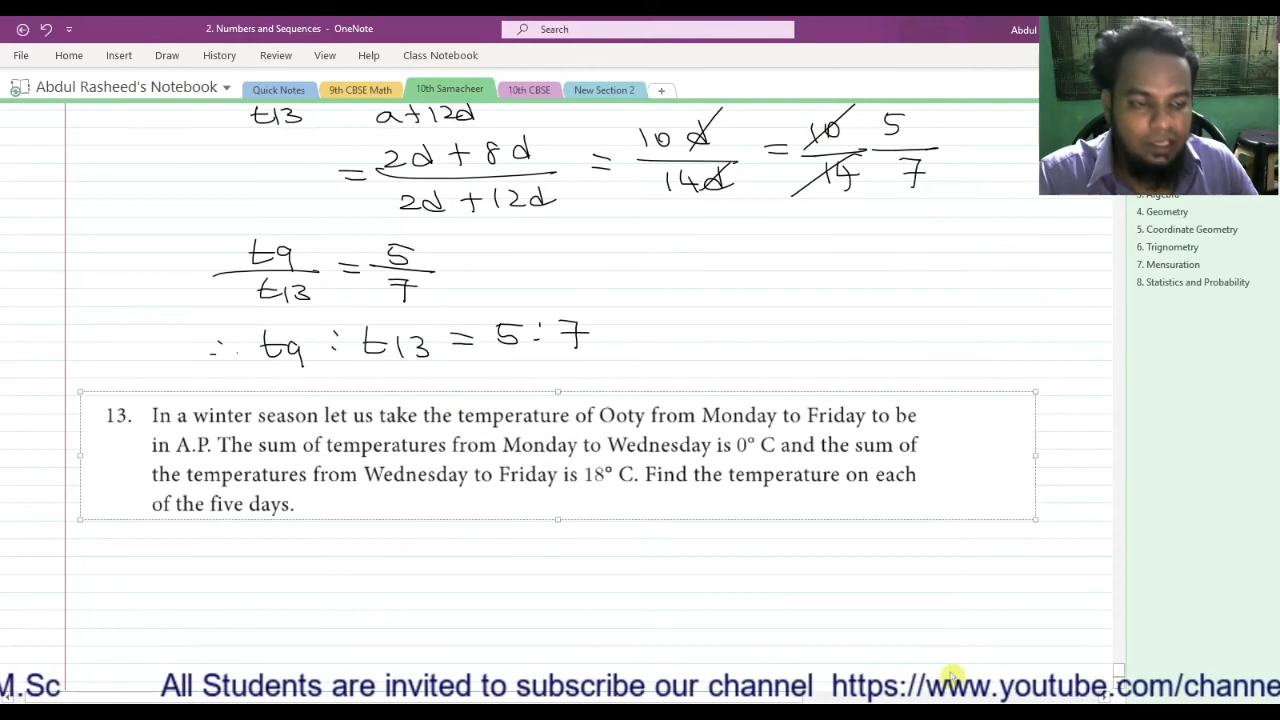 2. Numbers and Sequences - OneNote
Search
Abdul
File Home Insert Draw History Review View Help Class Notebook
Abdul Rasheed's Notebook
Quick Notes
9th CBSE Math
10th Samacheer
10th CBSE
New Section 2
t13 a+12d
= 2d + 8d / 2d + 12d = 10d / 14d = 10 / 14 5 / 7
t9 / t13 = 5 / 7
∴ t9 : t13 = 5 : 7
4. Geometry
5. Coordinate Geometry
6. Trignometry
7. Mensuration
8. Statistics and Probability
13. In a winter season let us take the temperature of Ooty from Monday to Friday to be
in A.P. The sum of temperatures from Monday to Wednesday is 0° C and the sum of
the temperatures from Wednesday to Friday is 18° C. Find the temperature on each
of the five days.
M.Sc All Students are invited to subscribe our channel https://www.youtube.com/channe